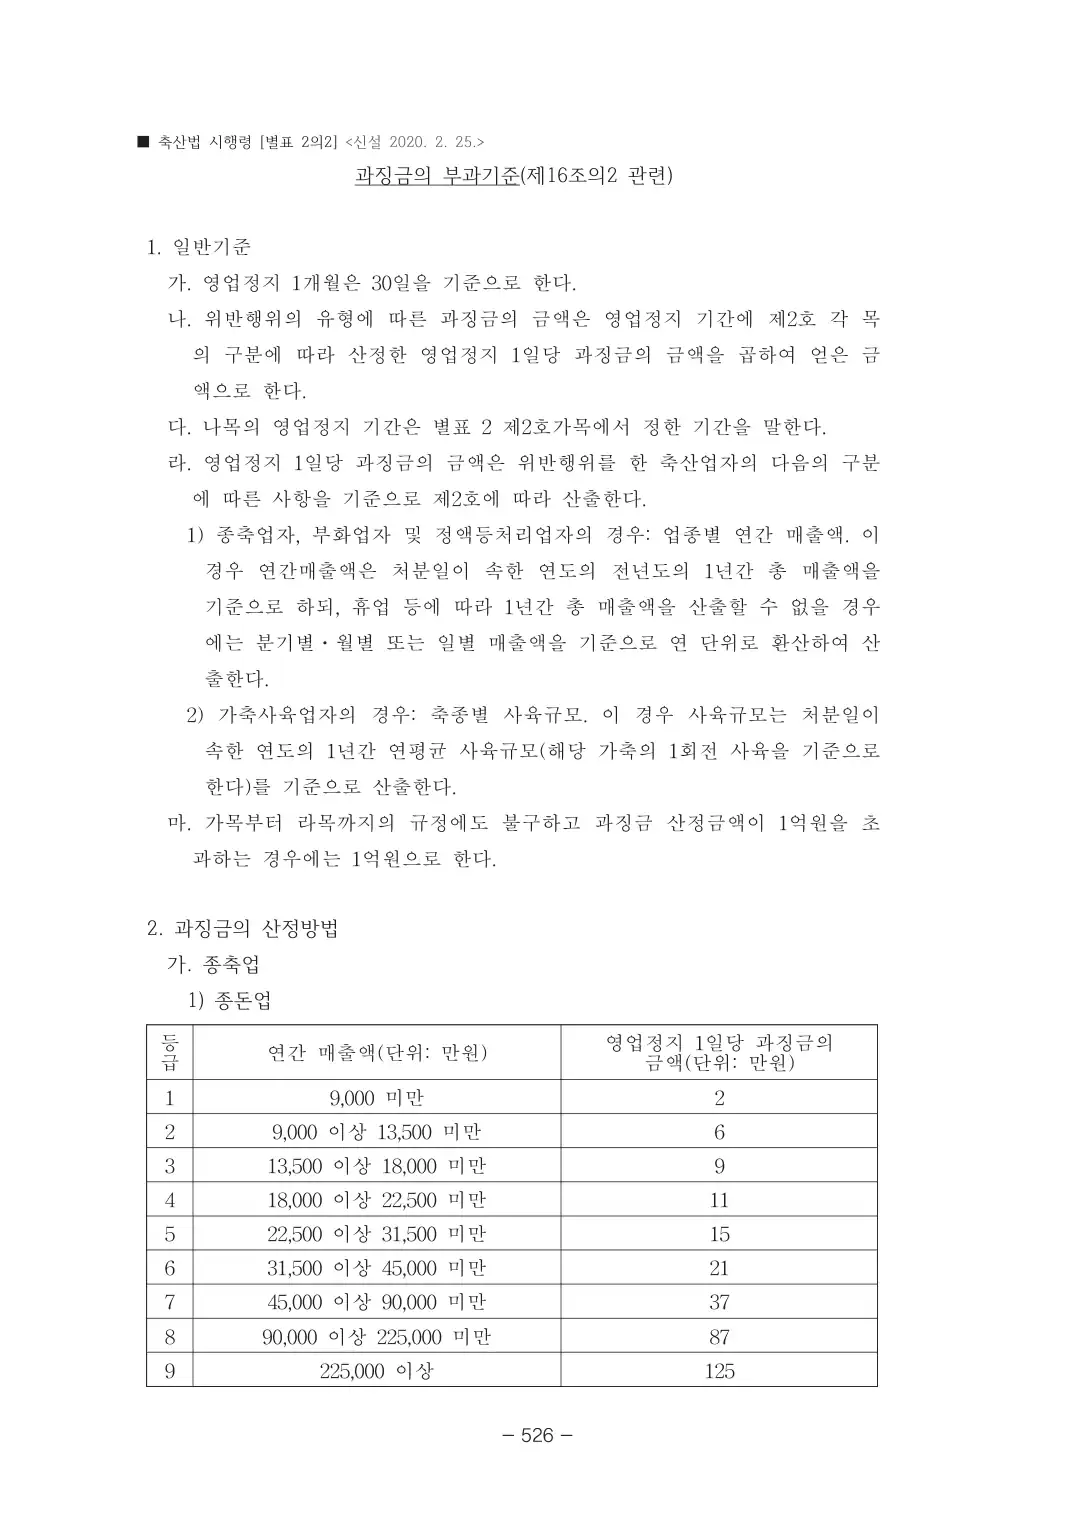 ■ 축산법 시행령 [별표 2의2] <신설 2020. 2. 25.>
과징금의 부과기준(제16조의2 관련)
1. 일반기준
가. 영업정지 1개월은 30일을 기준으로 한다.
나. 위반행위의 유형에 따른 과징금의 금액은 영업정지 기간에 제2호 각 목
의 구분에 따라 산정한 영업정지 1일당 과징금의 금액을 곱하여 얻은 금
액으로 한다.
다. 나목의 영업정지 기간은 별표 2 제2호가목에서 정한 기간을 말한다.
라. 영업정지 1일당 과징금의 금액은 위반행위를 한 축산업자의 다음의 구분
에 따른 사항을 기준으로 제2호에 따라 산출한다.
1) 종축업자, 부화업자 및 정액등처리업자의 경우: 업종별 연간 매출액. 이
경우 연간매출액은 처분일이 속한 연도의 전년도의 1년간 총 매출액을
기준으로 하되, 휴업 등에 따라 1년간 총 매출액을 산출할 수 없을 경우
에는 분기별·월별 또는 일별 매출액을 기준으로 연 단위로 환산하여 산
출한다.
2) 가축사육업자의 경우: 축종별 사육규모. 이 경우 사육규모는 처분일이
속한 연도의 1년간 연평균 사육규모(해당 가축의 1회전 사육을 기준으로
한다)를 기준으로 산출한다.
마. 가목부터 라목까지의 규정에도 불구하고 과징금 산정금액이 1억원을 초
과하는 경우에는 1억원으로 한다.
2. 과징금의 산정방법
가. 종축업
1) 종돈업
등급 연간 매출액(단위: 만원) 영업정지 1일당 과징금의
금액(단위: 만원)
1 9,000 미만 2
2 9,000 이상 13,500 미만 6
3 13,500 이상 18,000 미만 9
4 18,000 이상 22,500 미만 11
5 22,500 이상 31,500 미만 15
6 31,500 이상 45,000 미만 21
7 45,000 이상 90,000 미만 37
8 90,000 이상 225,000 미만 87
9 225,000 이상 125
- 526 -